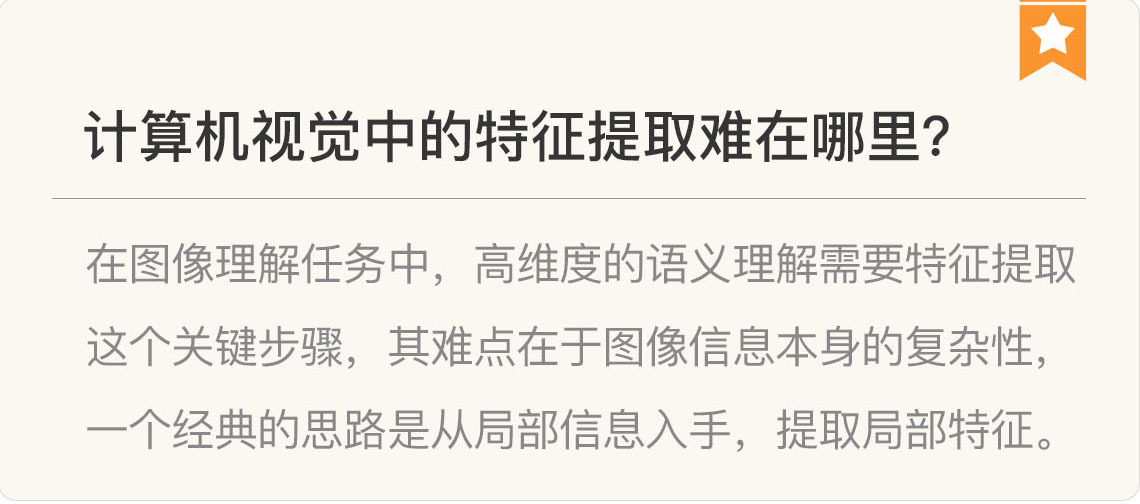 计算机视觉中的特征提取难在哪里？
在图像理解任务中，高维度的语义理解需要特征提取
这个关键步骤，其难点在于图像信息本身的复杂性，
一个经典的思路是从局部信息入手，提取局部特征。